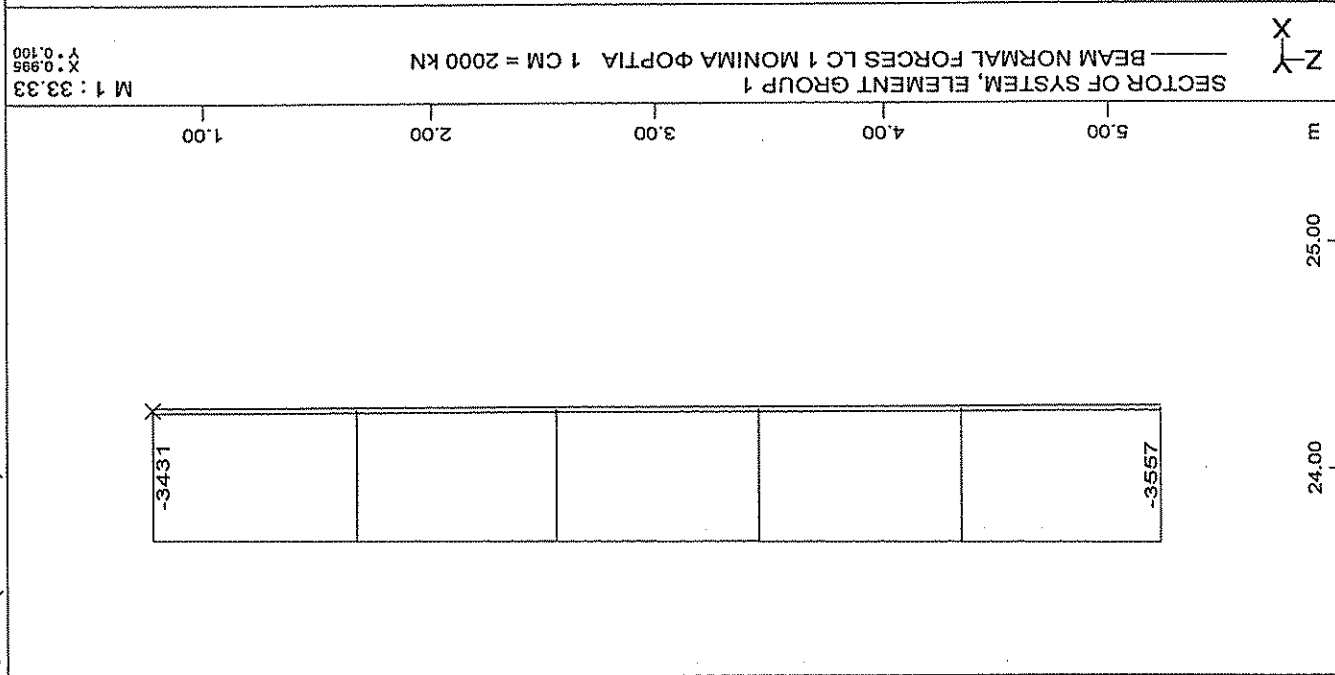 SECTOR OF SYSTEM, ELEMENT GROUP 1
BEAM NORMAL FORCES LC 1 ΜΟΝΙΜΑ ΦΟΡΤΙΑ 1 CM = 2000 KN
M 1 : 33.33
X * 0.995
Y * 0.100
Z
Y
X
m
5.00
4.00
3.00
2.00
1.00
25.00
24.00
-3431
-3557